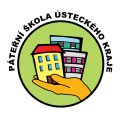 PÁTEŘNÍ ŠKOLA ÚSTECKÉHO KRAJE